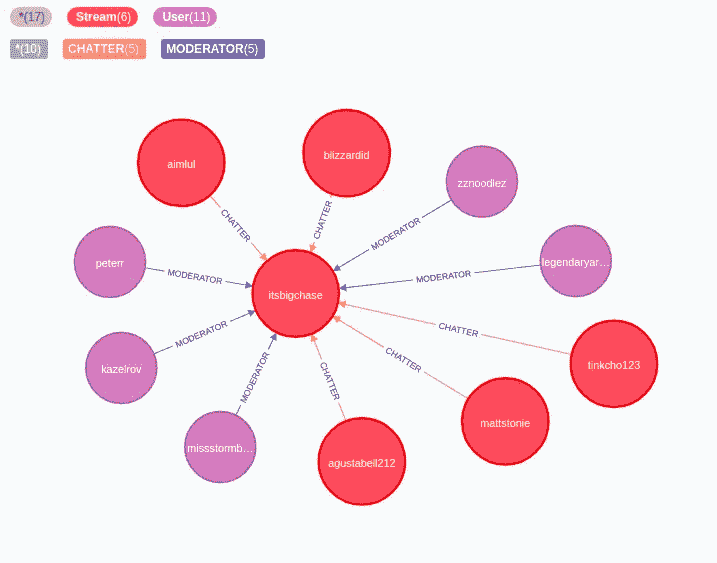 *(17) Stream(6) User(11)
*(10) CHATTER(5) MODERATOR(5)
aimlul
blizzardid
zznoodlez
CHATTER
CHATTER
MODERATOR
peterr
MODERATOR
itsbigchase
MODERATOR
legendaryar…
MODERATOR
CHATTER
kazelrov
MODERATOR
CHATTER
CHATTER
tinkcho123
missstormb…
agustabell212
mattstonie